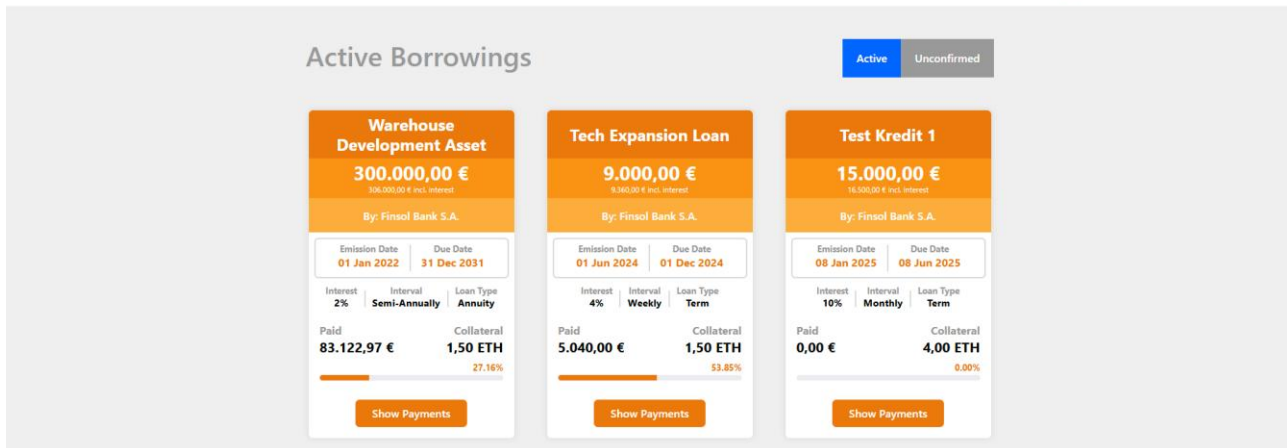 Active Borrowings
Active
Unconfirmed
Warehouse
Development Asset
300.000,00 €
306.000,00 € incl. interest
By: Finsol Bank S.A.
Emission Date
Due Date
01 Jan 2022
31 Dec 2031
Interest
Interval
Loan Type
2%
Semi-Annually
Annuity
Paid
Collateral
83.122,97 €
1,50 ETH
27.16%
Show Payments
Tech Expansion Loan
9.000,00 €
9.360,00 € incl. interest
By: Finsol Bank S.A.
Emission Date
Due Date
01 Jun 2024
01 Dec 2024
Interest
Interval
Loan Type
4%
Weekly
Term
Paid
Collateral
5.040,00 €
1,50 ETH
53.85%
Show Payments
Test Kredit 1
15.000,00 €
16.500,00 € incl. interest
By: Finsol Bank S.A.
Emission Date
Due Date
08 Jan 2025
08 Jun 2025
Interest
Interval
Loan Type
10%
Monthly
Term
Paid
Collateral
0,00 €
4,00 ETH
0.00%
Show Payments